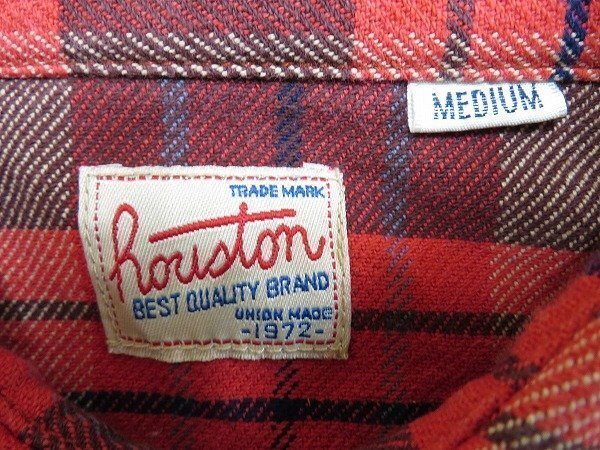 MEDIUM
TRADE MARK
houston
BEST QUALITY BRAND
UNION MADE
-1972-